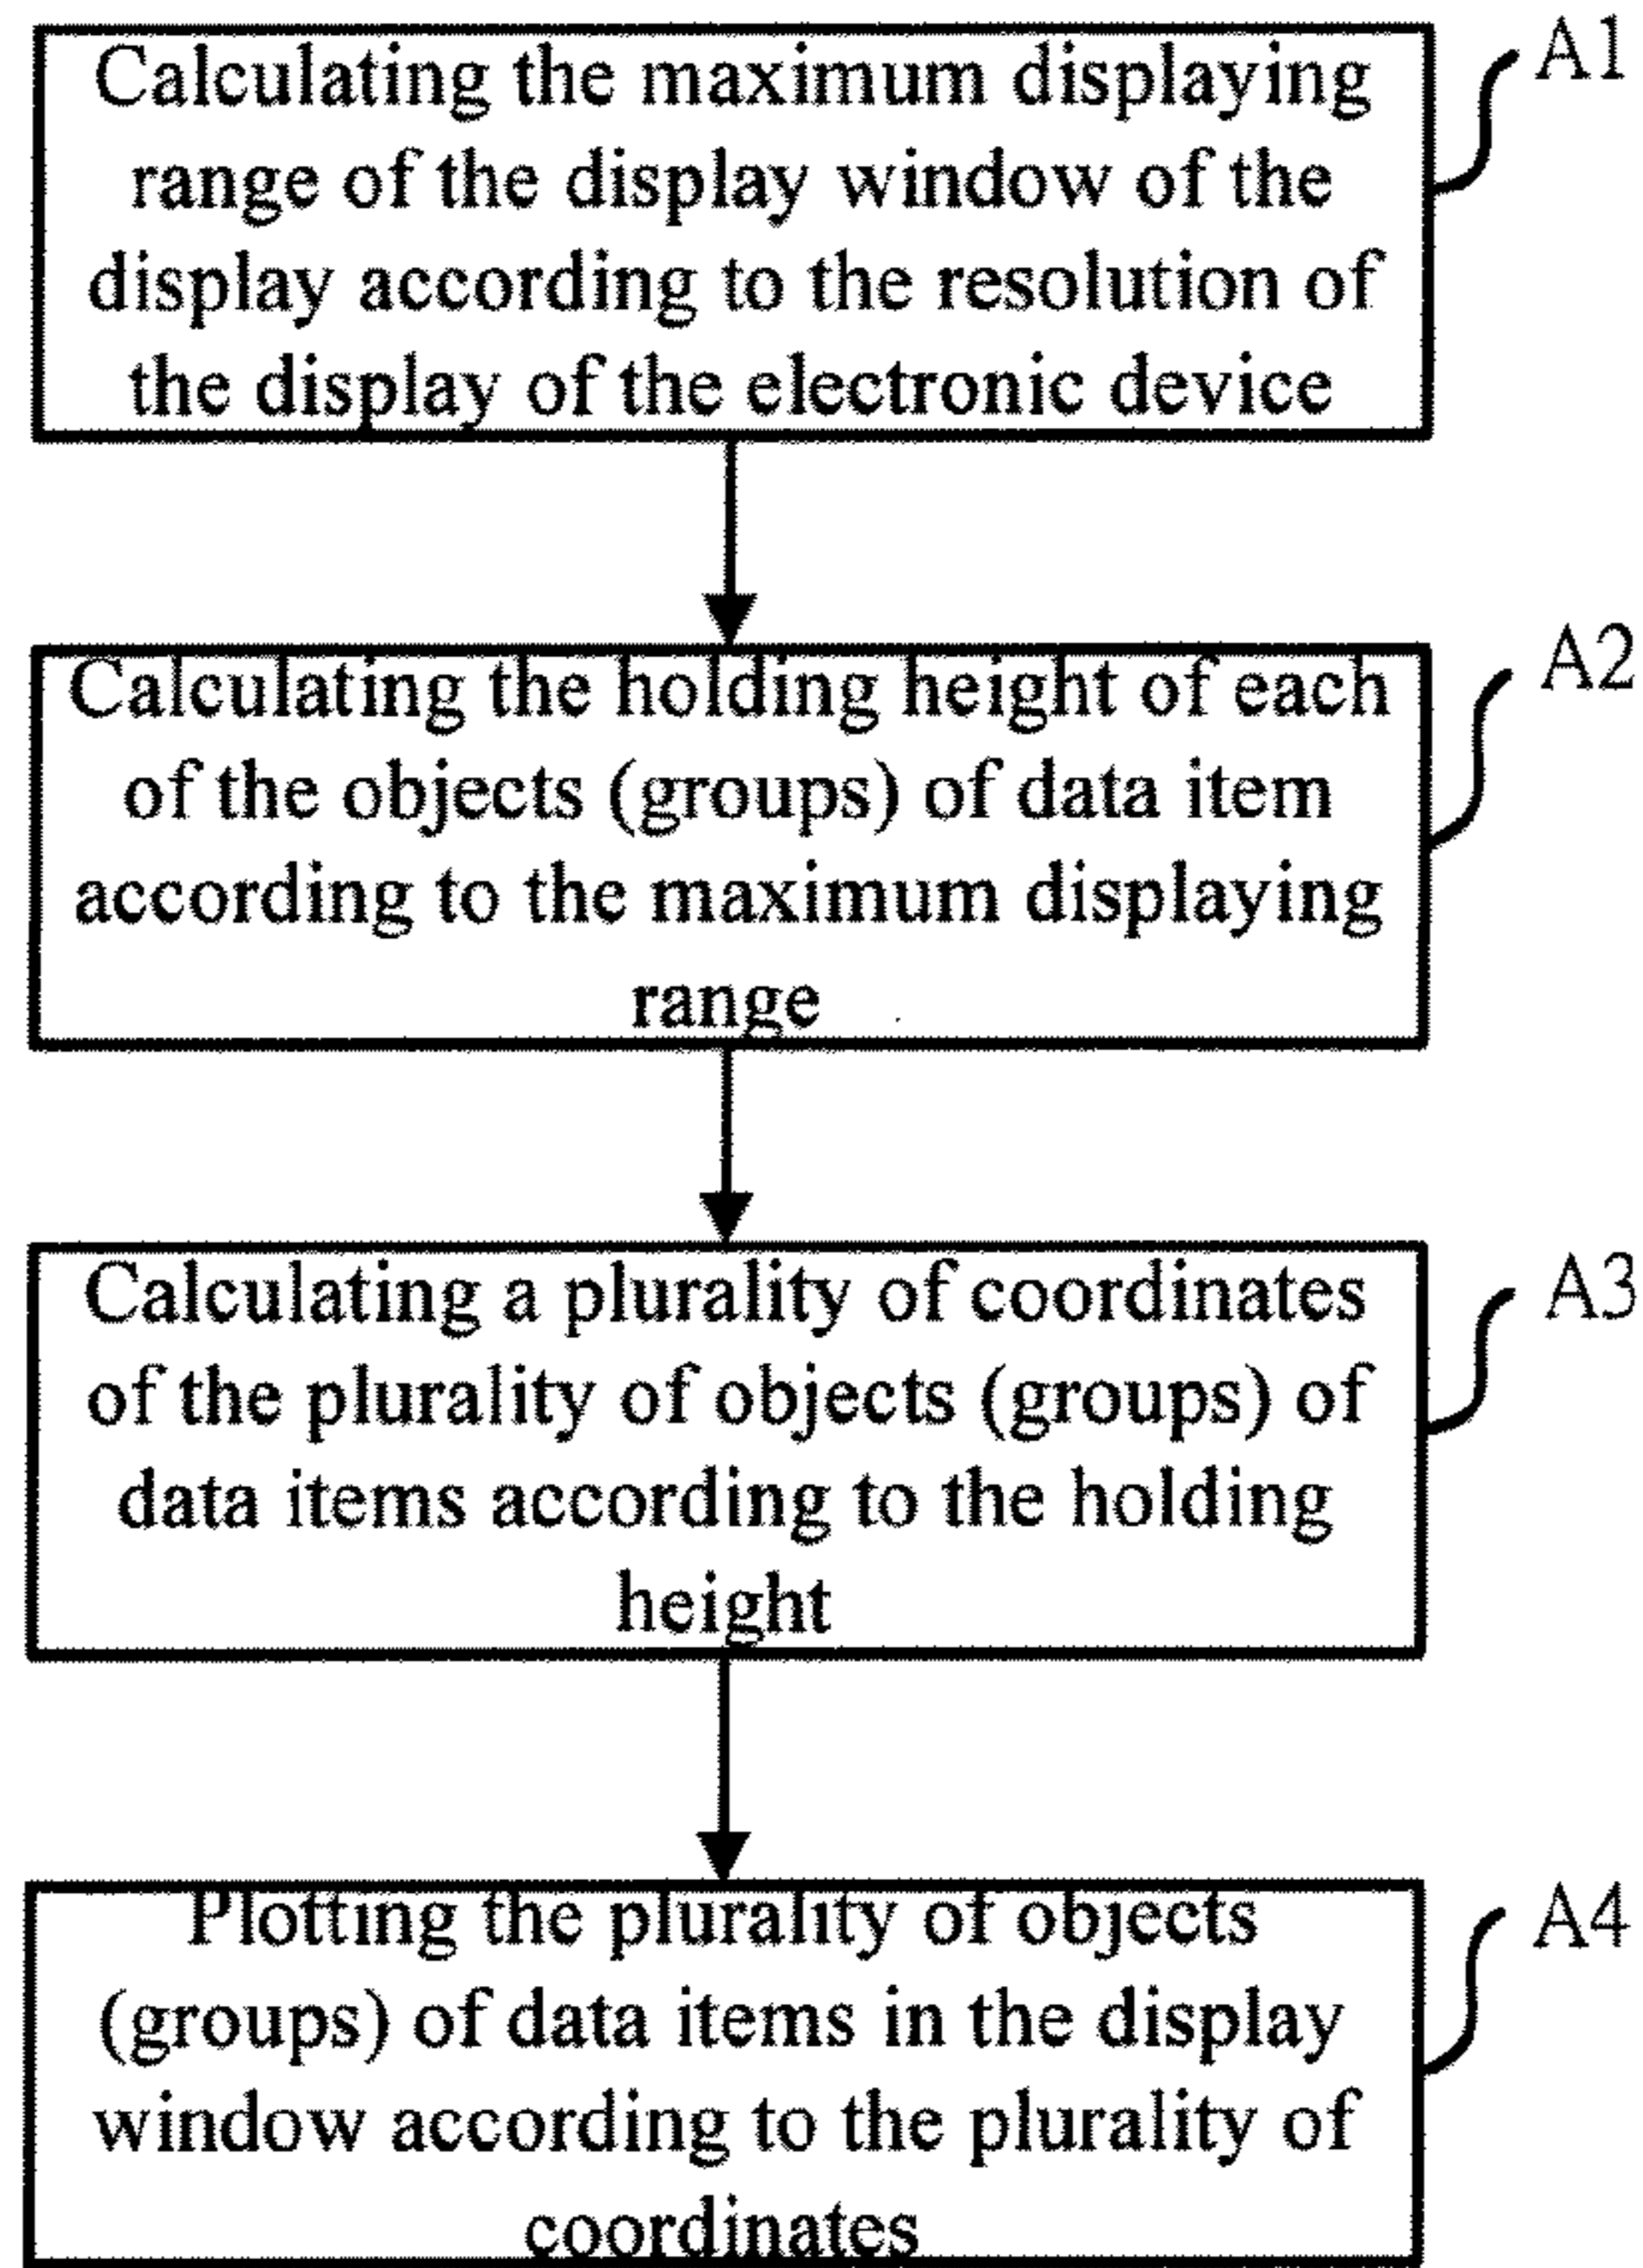 Calculating the maximum displaying
range of the display window of the
display according to the resolution of
the display of the electronic device
A1
Calculating the holding height of each
of the objects (groups) of data item
according to the maximum displaying
range
A2
Calculating a plurality of coordinates
of the plurality of objects (groups) of
data items according to the holding
height
A3
Plotting the plurality of objects
(groups) of data items in the display
window according to the plurality of
coordinates
A4